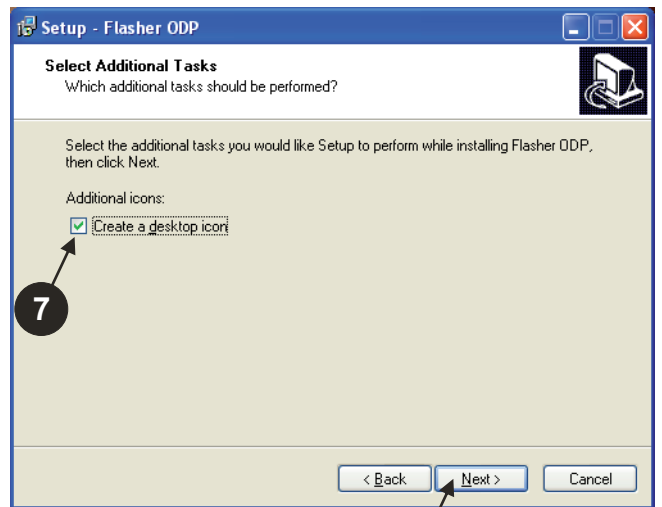 Setup - Flasher ODP
Select Additional Tasks
Which additional tasks should be performed?
Select the additional tasks you would like Setup to perform while installing Flasher ODP,
then click Next.
Additional icons:
Create a desktop icon
7
< Back
Next >
Cancel